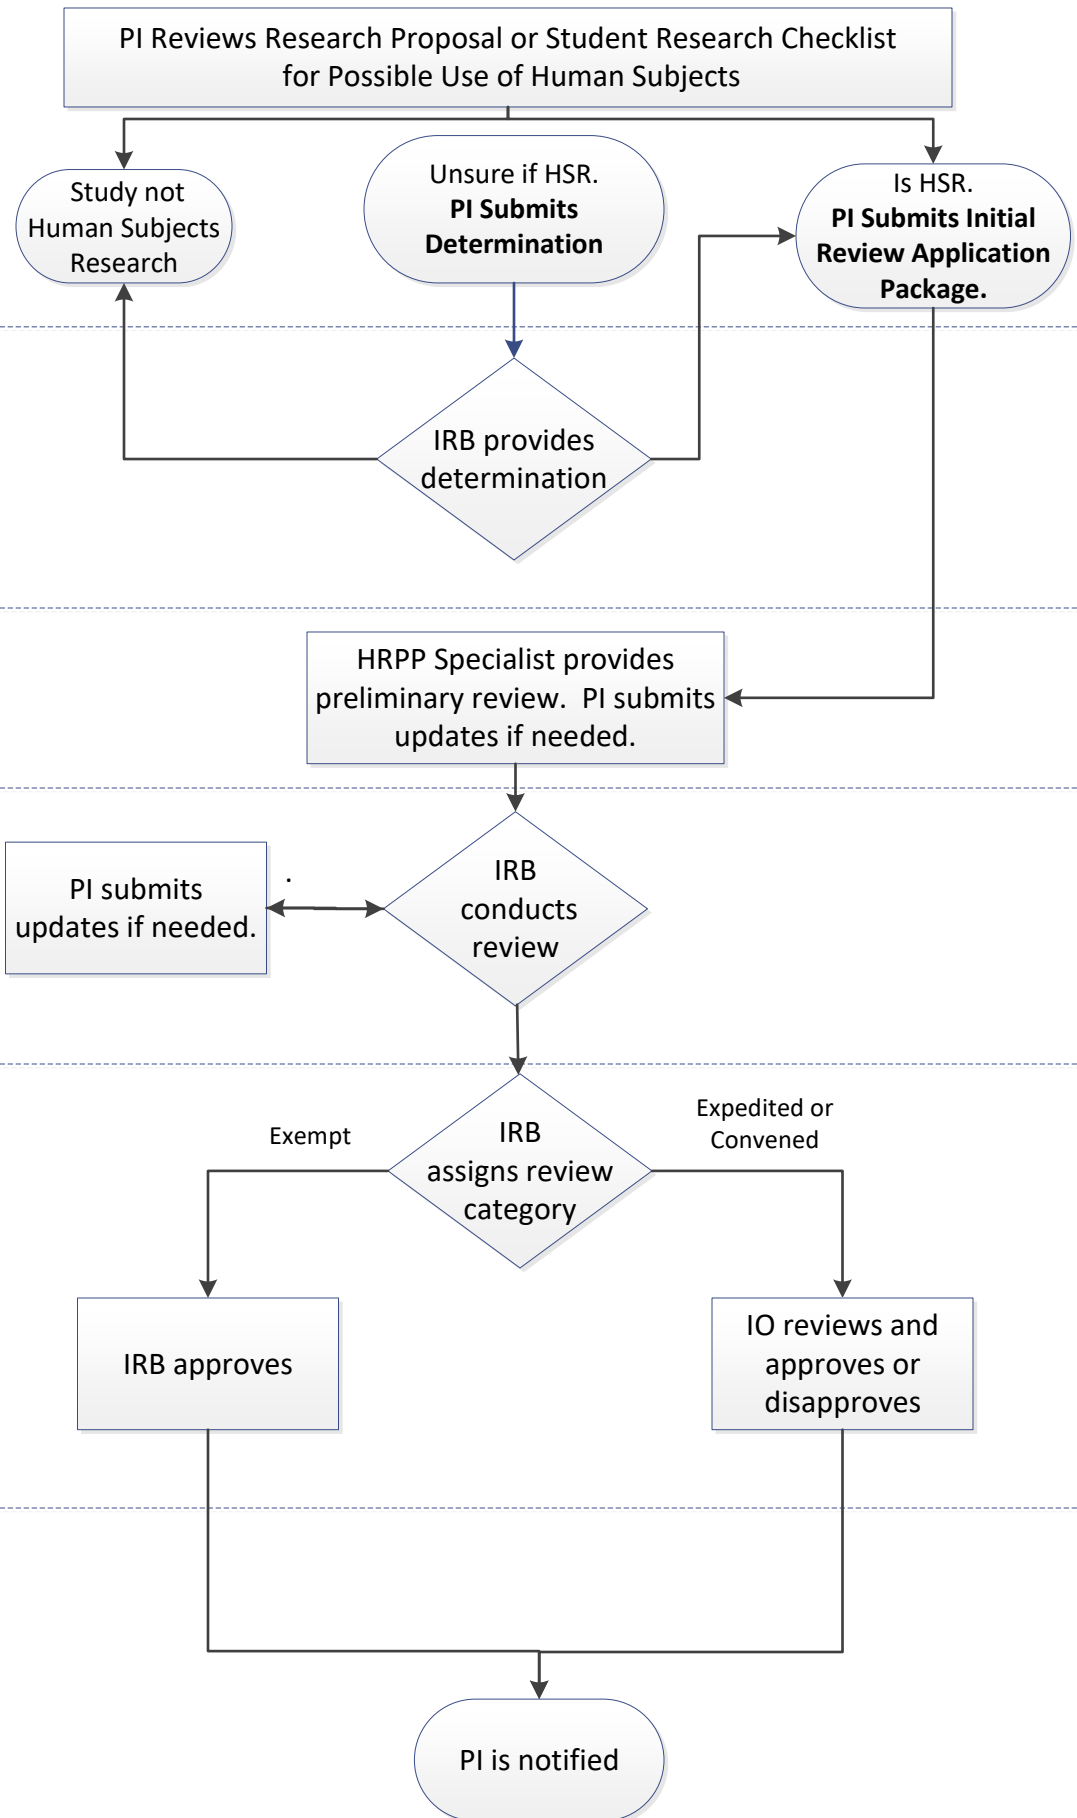 PI Reviews Research Proposal or Student Research Checklist
for Possible Use of Human Subjects
Study not
Human Subjects
Research
Unsure if HSR.
PI Submits
Determination
Is HSR.
PI Submits Initial
Review Application
Package.
IRB provides
determination
HRPP Specialist provides
preliminary review.  PI submits
updates if needed.
PI submits
updates if needed.
.
IRB
conducts
review
Exempt
IRB
assigns review
category
Expedited or
Convened
IRB approves
IO reviews and
approves or
disapproves
PI is notified